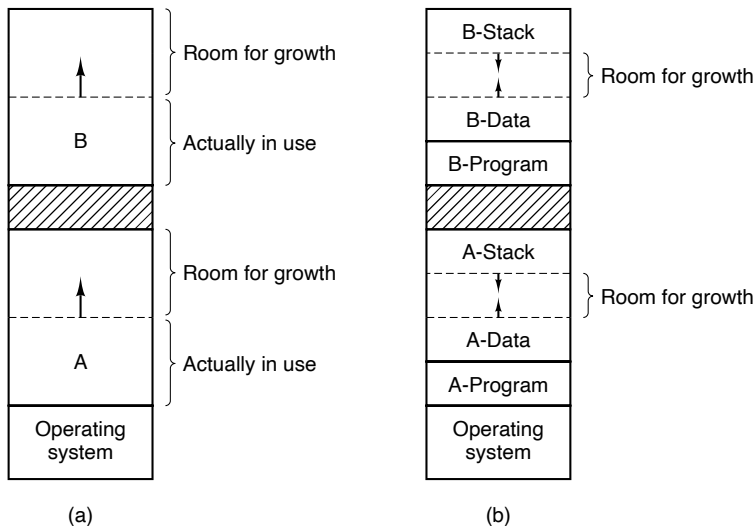 Room for growth
B
Actually in use
Room for growth
A
Actually in use
Operating
system
(a)
B-Stack
Room for growth
B-Data
B-Program
A-Stack
Room for growth
A-Data
A-Program
Operating
system
(b)